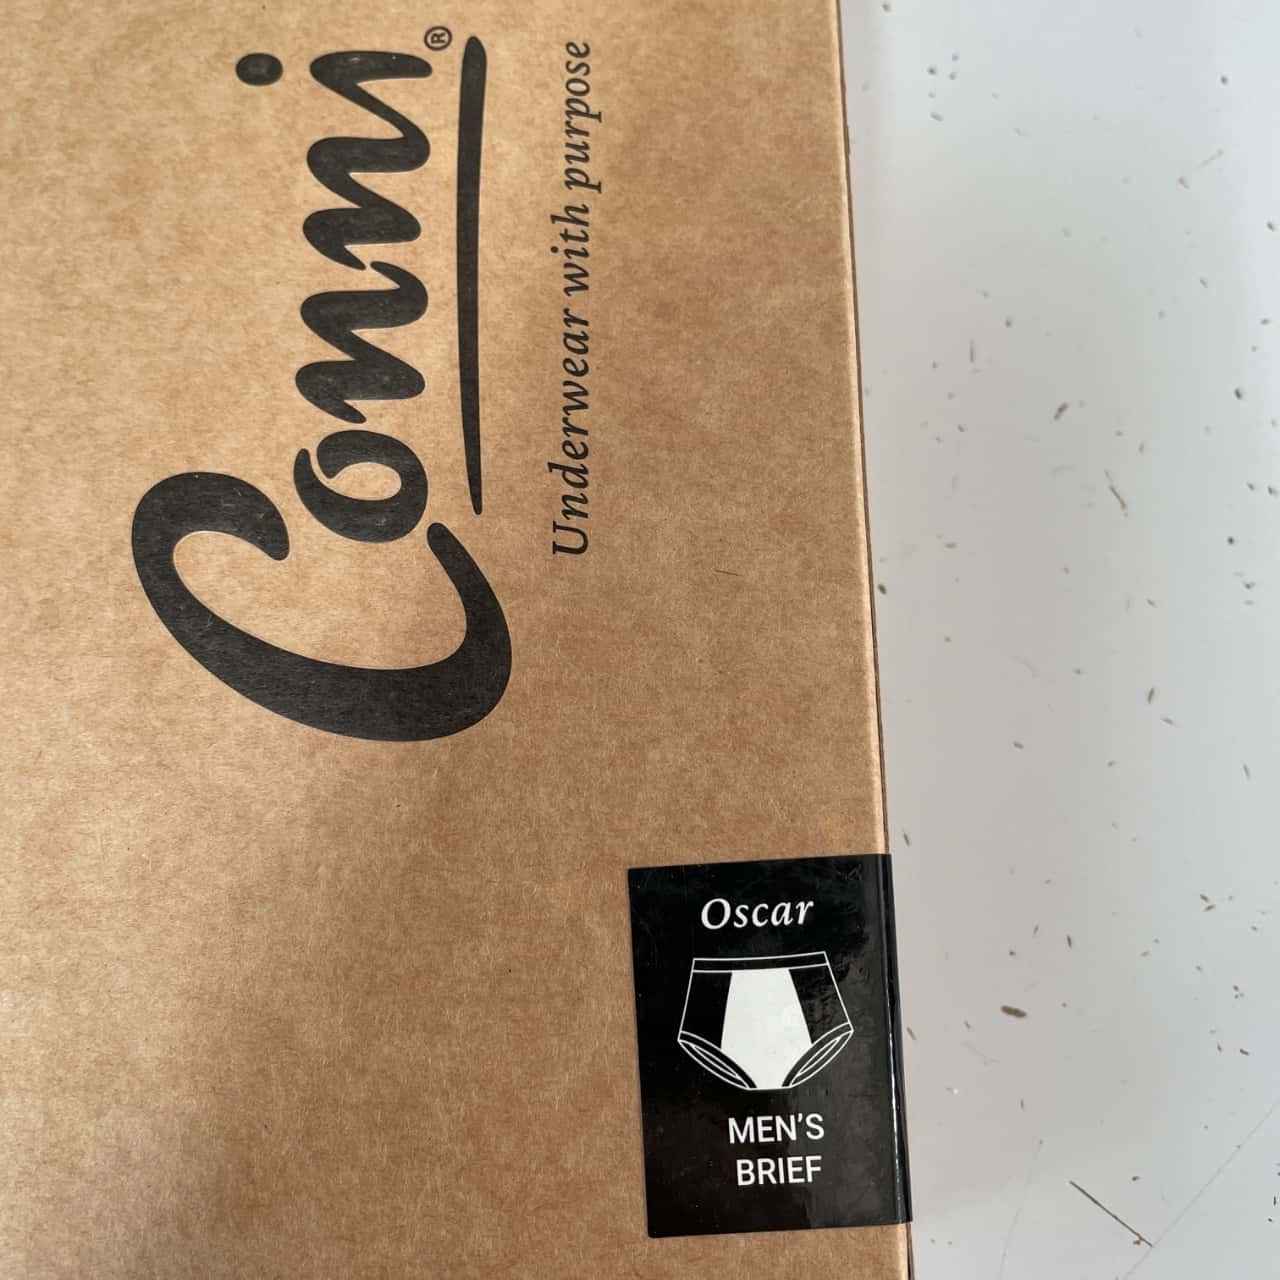 Conni®
Underwear with purpose
Oscar
MEN'S
BRIEF